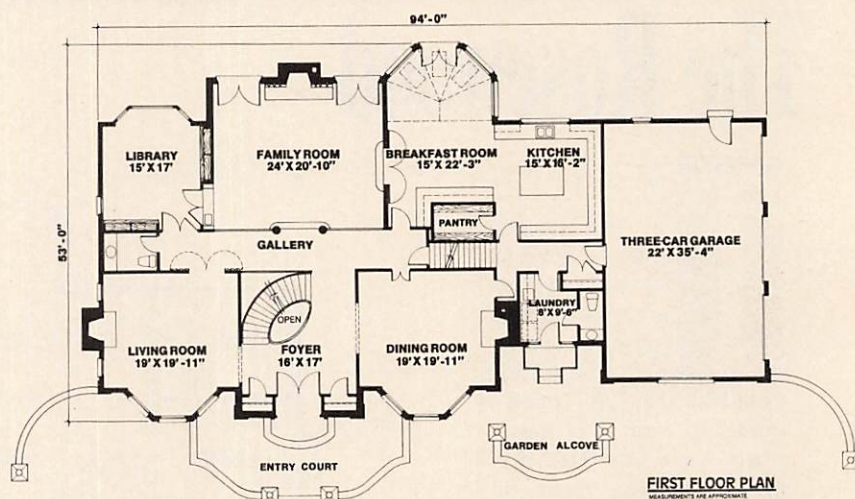 94'-0"
53'-0"
LIBRARY
15' X 17'
FAMILY ROOM
24' X 20'-10"
BREAKFAST ROOM
15' X 22'-3"
KITCHEN
15' X 16'-2"
PANTRY
GALLERY
THREE-CAR GARAGE
22' X 35'-4"
OPEN
LAUNDRY
8' X 9'-6"
LIVING ROOM
19' X 19'-11"
FOYER
16' X 17'
DINING ROOM
19' X 19'-11"
GARDEN ALCOVE
ENTRY COURT
FIRST FLOOR PLAN
MEASUREMENTS ARE APPROXIMATE